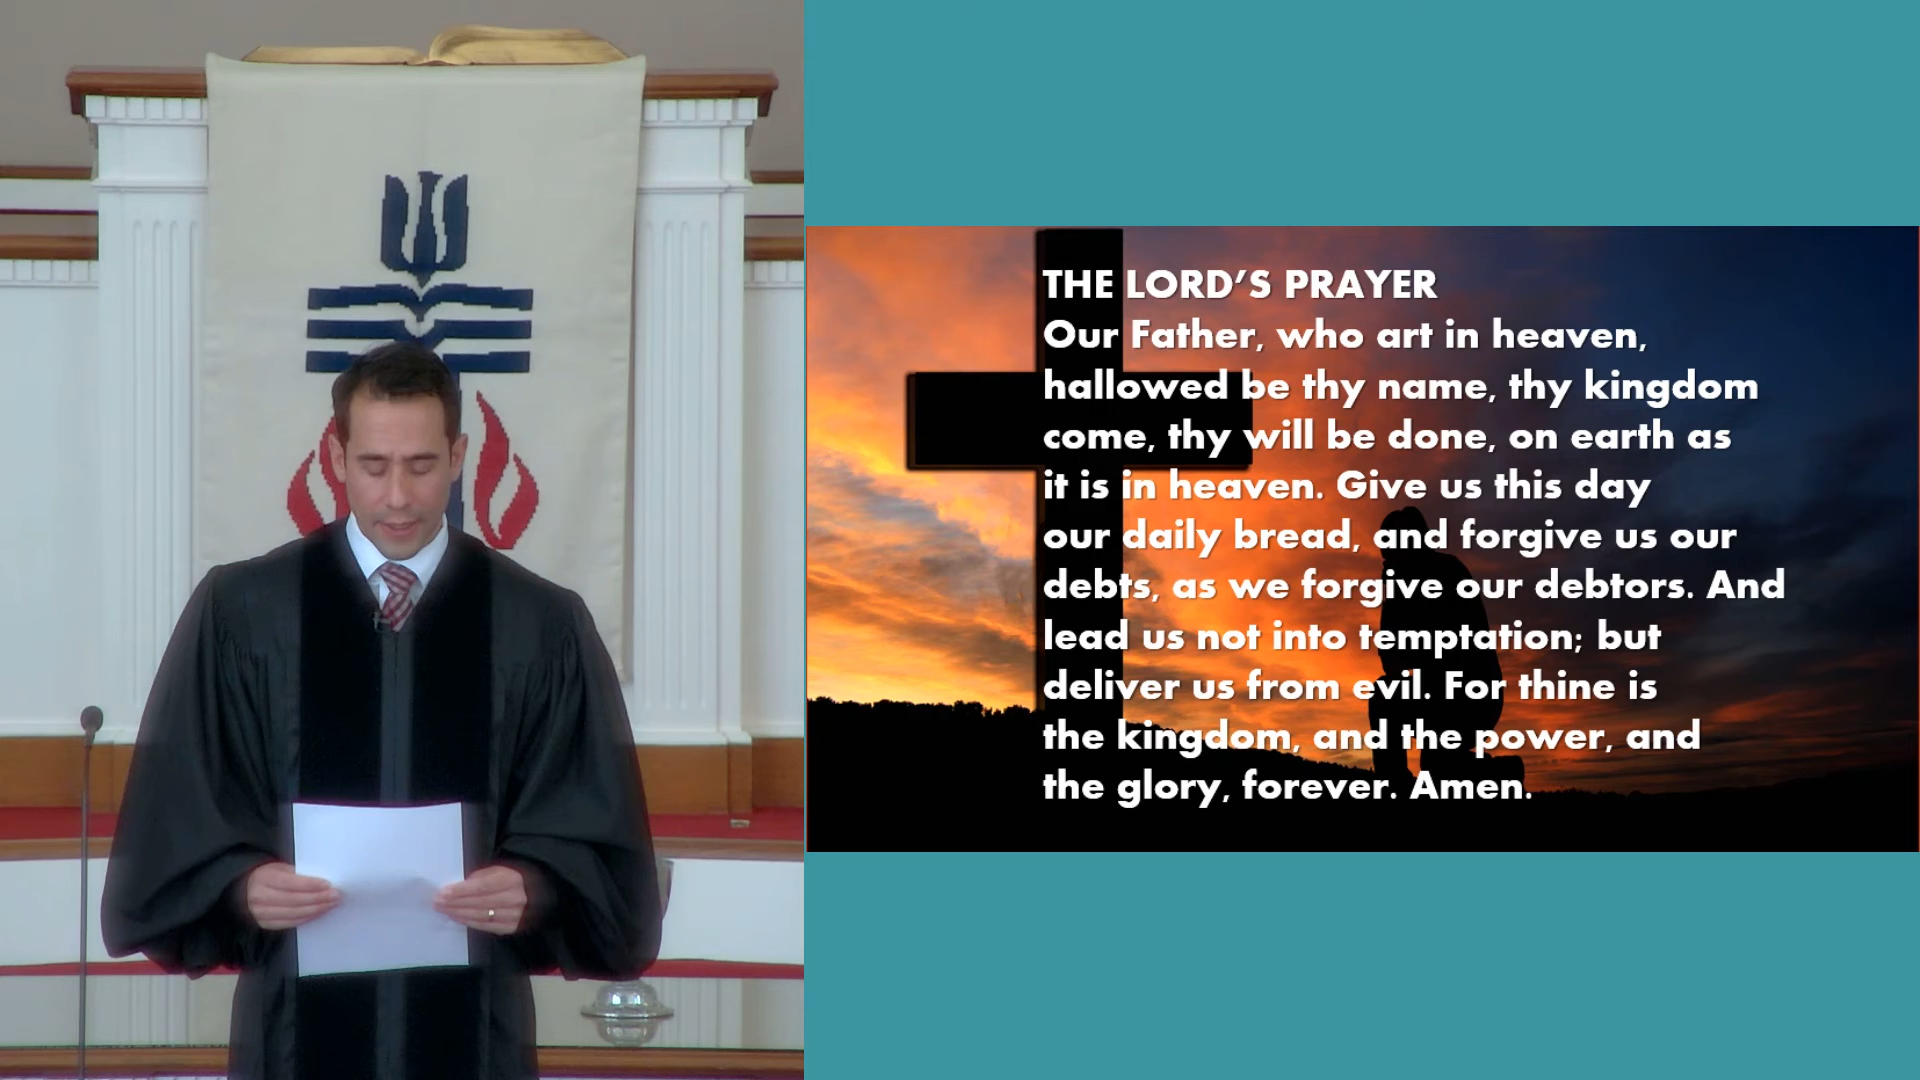 THE LORD’S PRAYER
Our Father, who art in heaven,
hallowed be thy name, thy kingdom
come, thy will be done, on earth as
it is in heaven. Give us this day
our daily bread, and forgive us our
debts, as we forgive our debtors. And
lead us not into temptation; but
deliver us from evil. For thine is
the kingdom, and the power, and
the glory, forever. Amen.